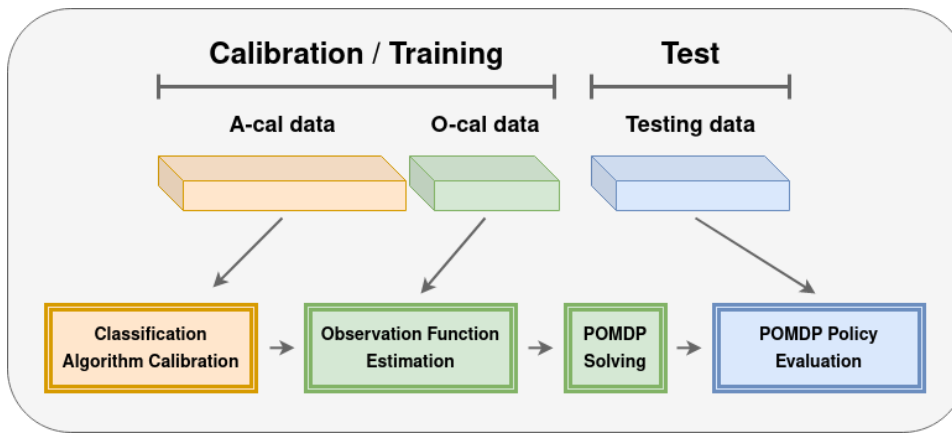 Calibration / Training
Test
A-cal data
O-cal data
Testing data
Classification
Algorithm Calibration
Observation Function
Estimation
POMDP
Solving
POMDP Policy
Evaluation